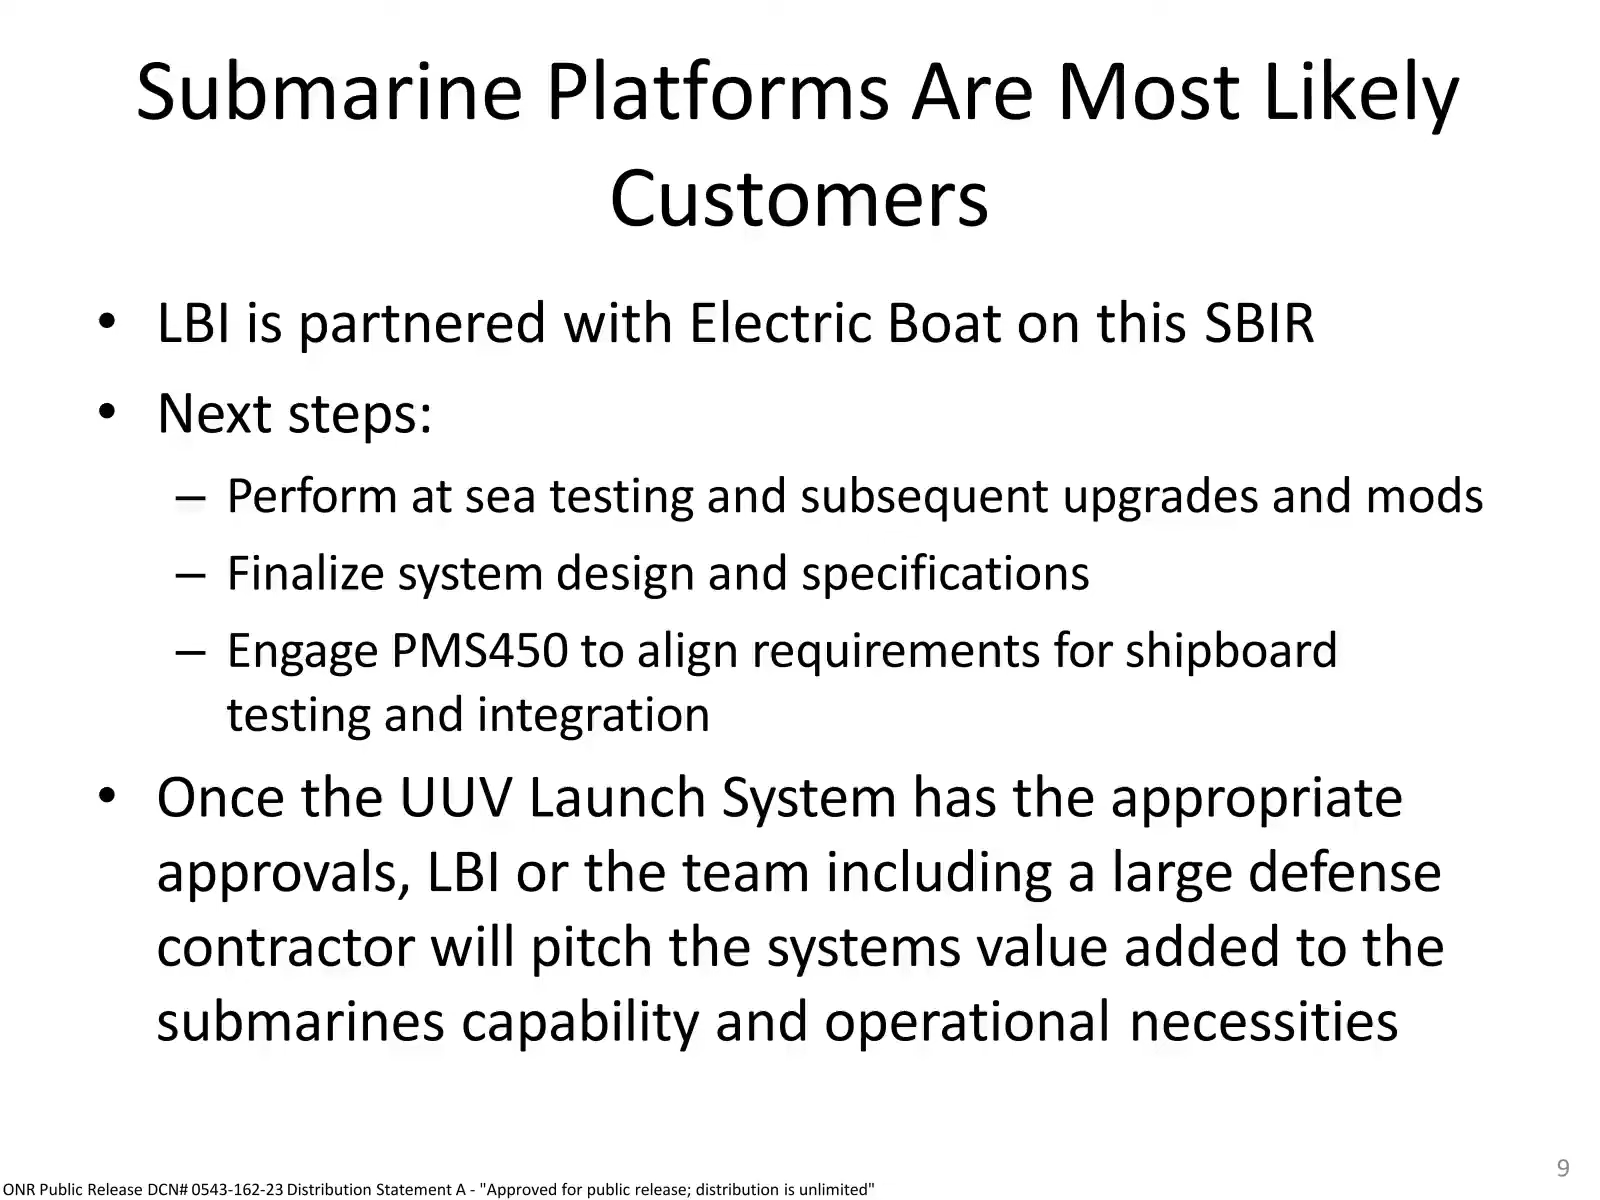 Submarine Platforms Are Most Likely
Customers
• LBI is partnered with Electric Boat on this SBIR
• Next steps:
– Perform at sea testing and subsequent upgrades and mods
– Finalize system design and specifications
– Engage PMS450 to align requirements for shipboard
testing and integration
• Once the UUV Launch System has the appropriate
approvals, LBI or the team including a large defense
contractor will pitch the systems value added to the
submarines capability and operational necessities
9
ONR Public Release DCN# 0543-162-23 Distribution Statement A - "Approved for public release; distribution is unlimited"